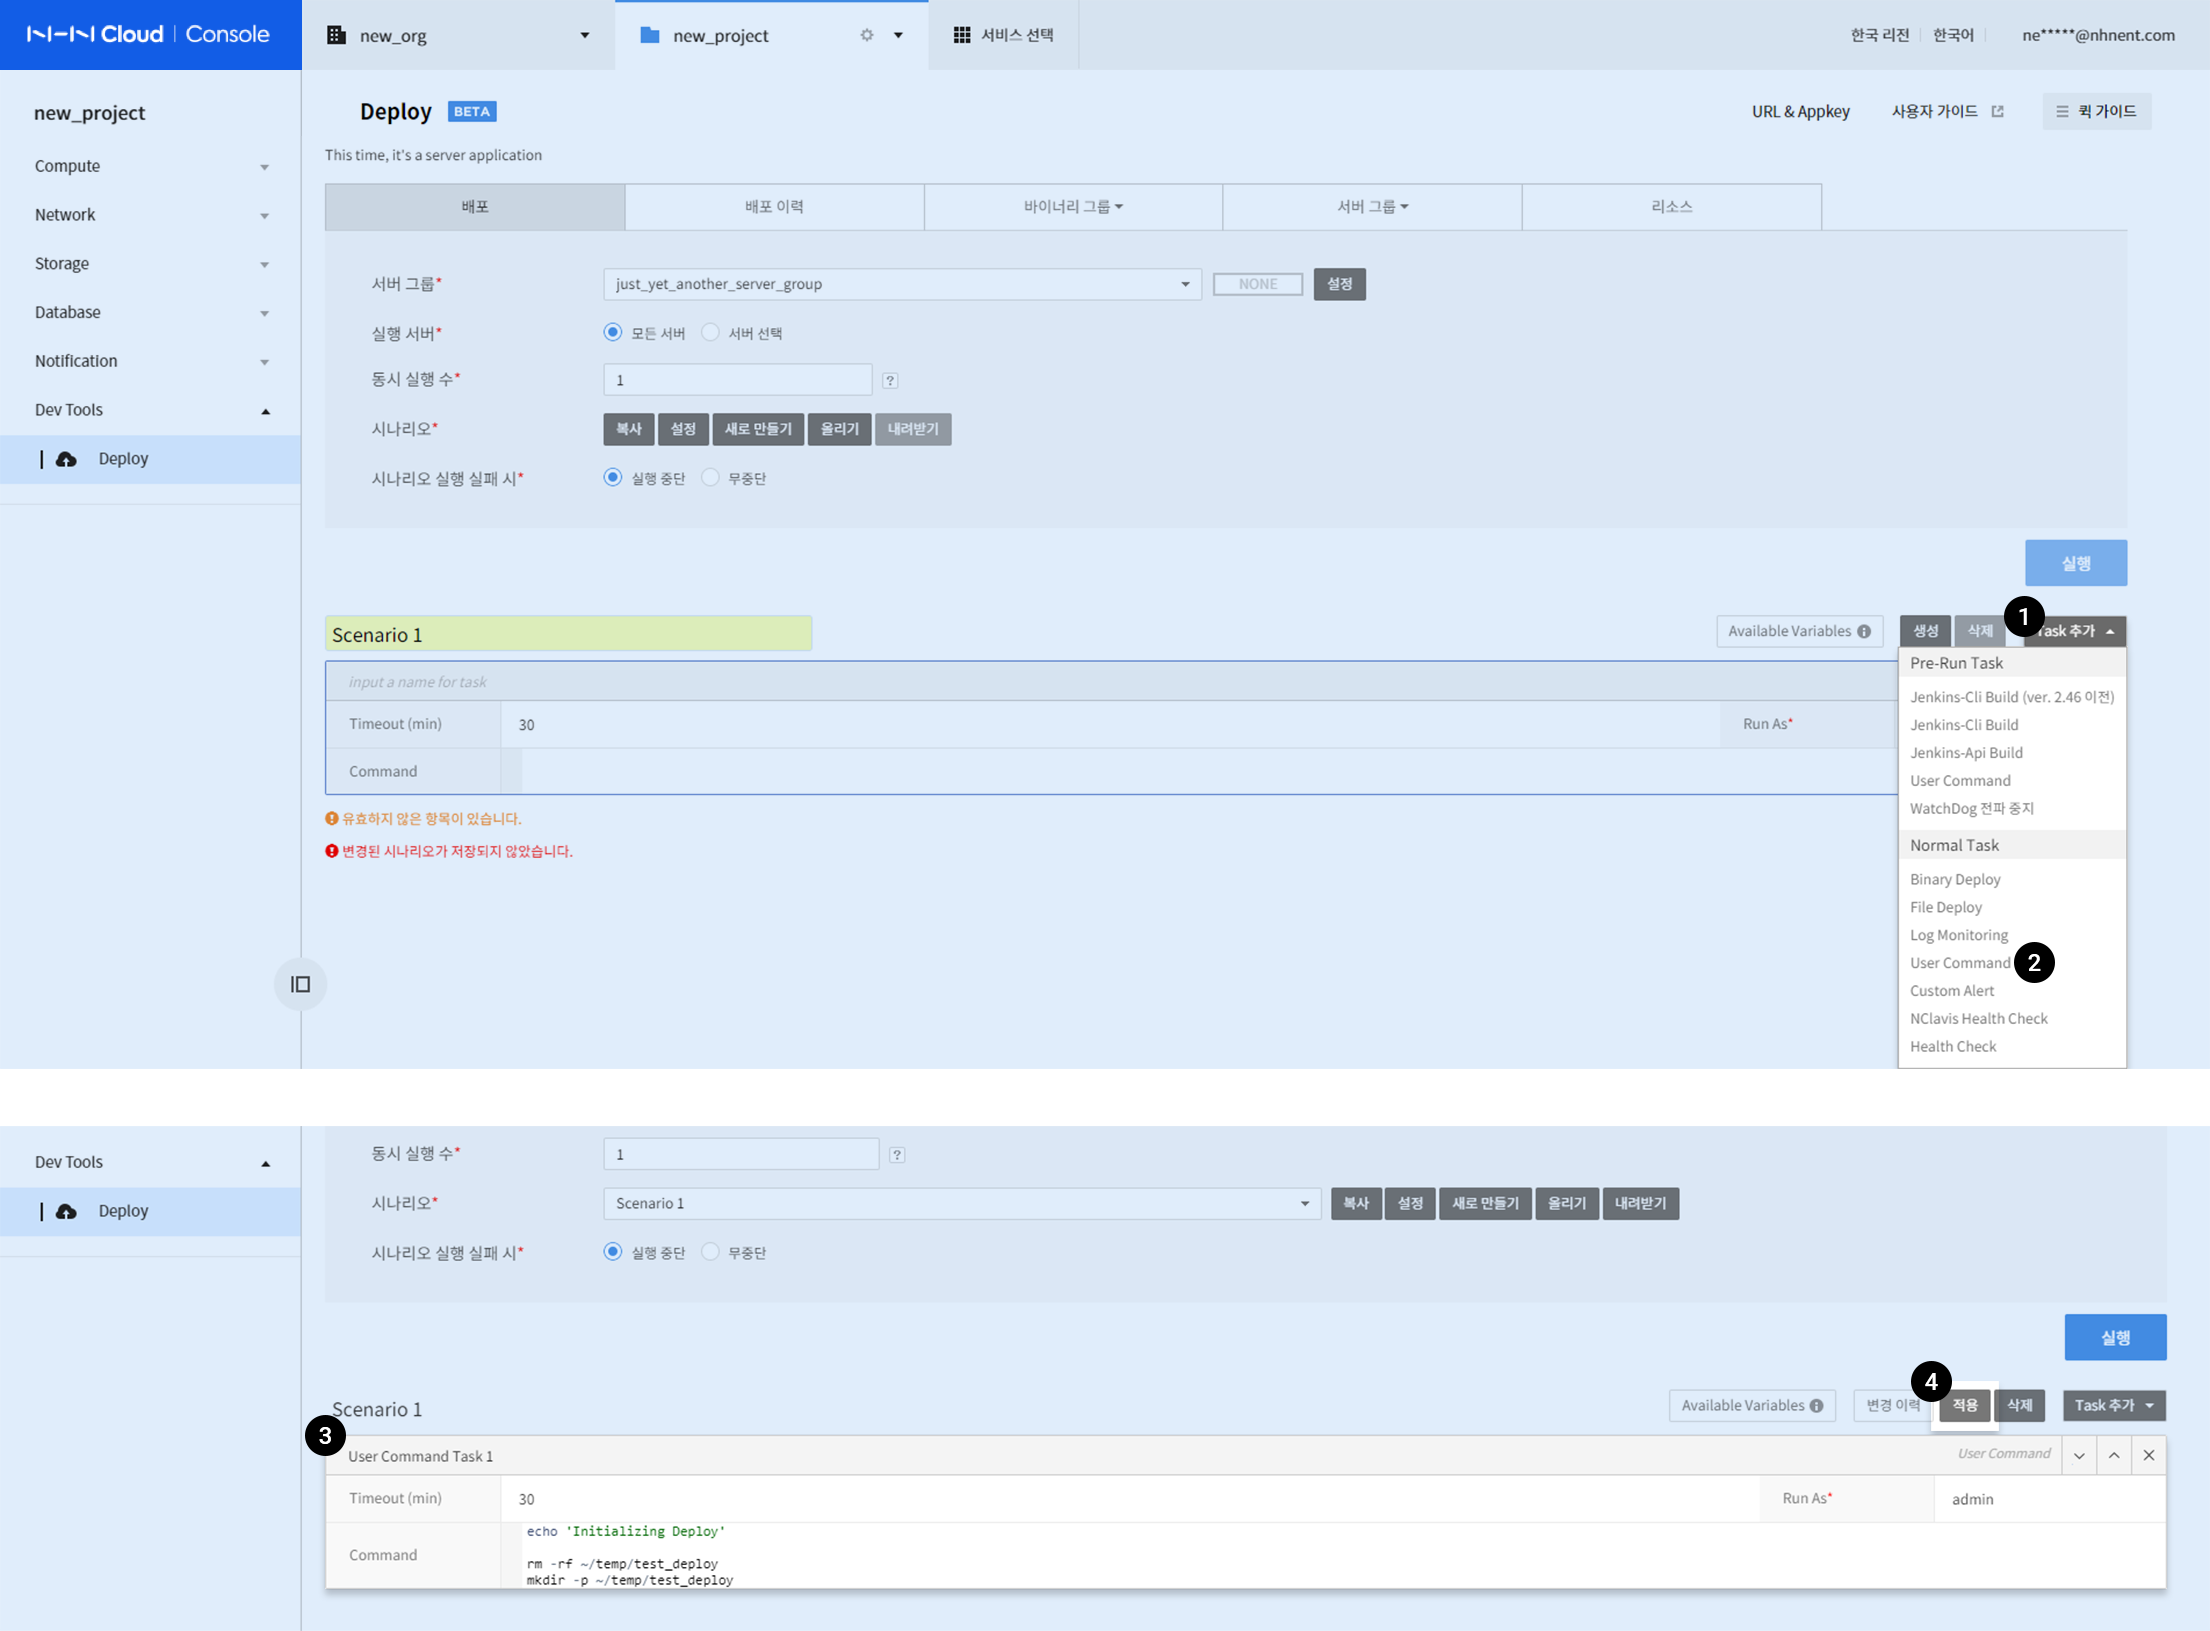 NHN Cloud | Console
new_org
new_project
서비스 선택
한국 리전
한국어
ne*****@nhnent.com
new_project
Compute
Network
Storage
Database
Notification
Dev Tools
Deploy
Deploy BETA
URL & Appkey
사용자 가이드
퀵 가이드
This time, it's a server application
배포
배포 이력
바이너리 그룹
서버 그룹
리소스
서버 그룹*
just_yet_another_server_group
NONE
설정
실행 서버*
모든 서버
서버 선택
동시 실행 수*
1
?
시나리오*
복사
설정
새로 만들기
올리기
내려받기
시나리오 실행 실패 시*
실행 중단
무중단
실행
Scenario 1
Available Variables
생성
삭제
1
Task 추가
input a name for task
Timeout (min)
30
Run As*
Command
유효하지 않은 항목이 있습니다.
변경된 시나리오가 저장되지 않았습니다.
Pre-Run Task
Jenkins-Cli Build (ver. 2.46 이전)
Jenkins-Cli Build
Jenkins-Api Build
User Command
WatchDog 전파 중지
Normal Task
Binary Deploy
File Deploy
Log Monitoring
User Command
2
Custom Alert
NClavis Health Check
Health Check
Dev Tools
Deploy
동시 실행 수*
1
?
시나리오*
Scenario 1
복사
설정
새로 만들기
올리기
내려받기
시나리오 실행 실패 시*
실행 중단
무중단
실행
Scenario 1
Available Variables
변경 이력
4
적용
삭제
Task 추가
3
User Command Task 1
User Command
Timeout (min)
30
Run As*
admin
Command
echo 'Initializing Deploy'
rm -rf ~/temp/test_deploy
mkdir -p ~/temp/test_deploy